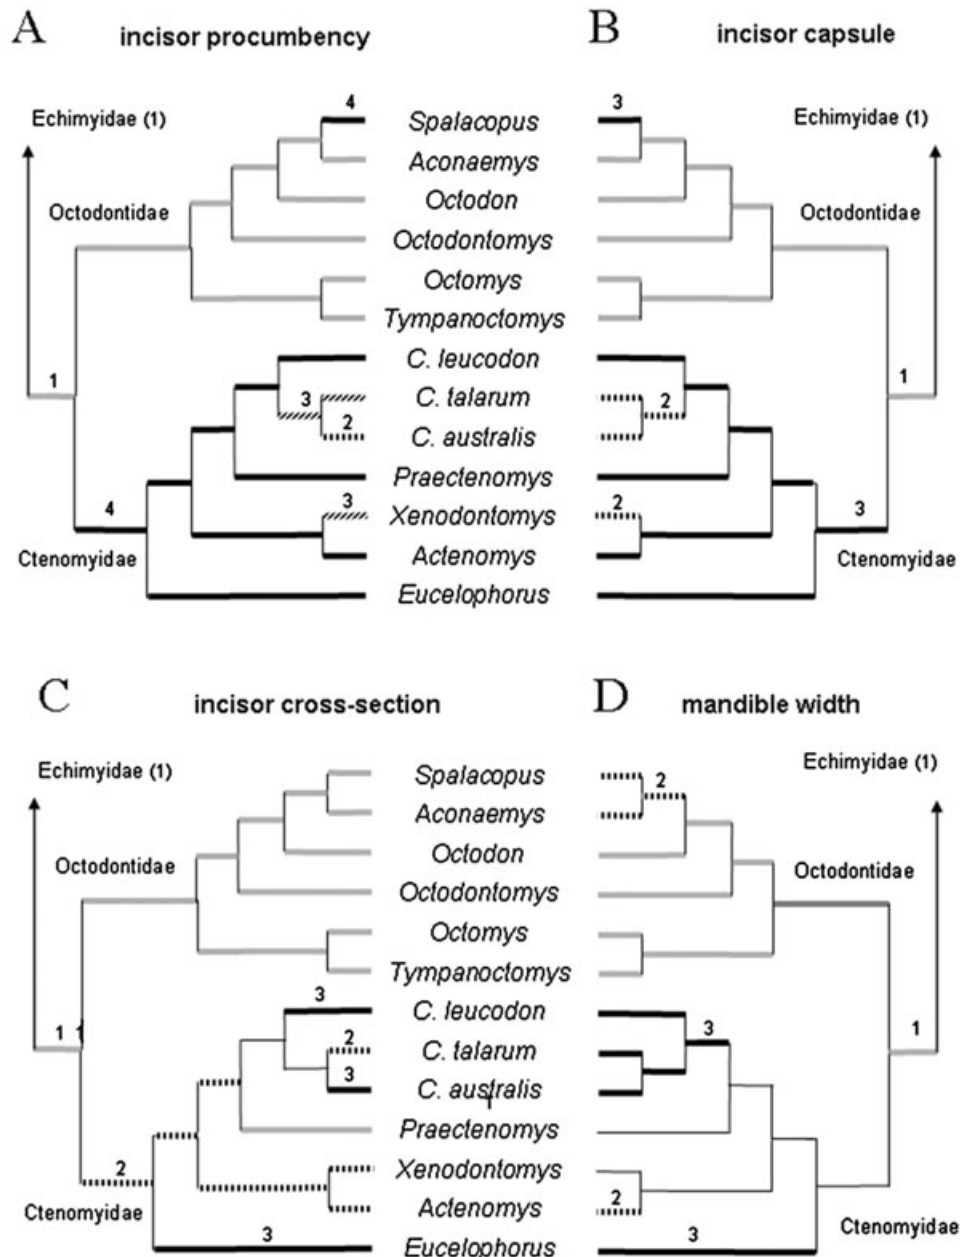 A incisor procumbency
B incisor capsule
4
3
Echimyidae (1)
Spalacopus
Echimyidae (1)
Aconaemys
Octodon
Octodontidae
Octodontidae
Octodontomys
Octomys
Tympanoctomys
C. leucodon
1
1
3
C. talarum
2
2
C. australis
Praectenomys
3
Xenodontomys
2
4
3
Actenomys
Ctenomyidae
Ctenomyidae
Eucelophorus
C incisor cross-section
D mandible width
Echimyidae (1)
Spalacopus
2
Echimyidae (1)
Aconaemys
Octodon
Octodontidae
Octodontidae
Octodontomys
Octomys
Tympanoctomys
3
C. leucodon
1 1
3
1
2
C. talarum
3
C. australis
Praectenomys
2
Xenodontomys
Actenomys
2
Ctenomyidae
Ctenomyidae
3
Eucelophorus
3